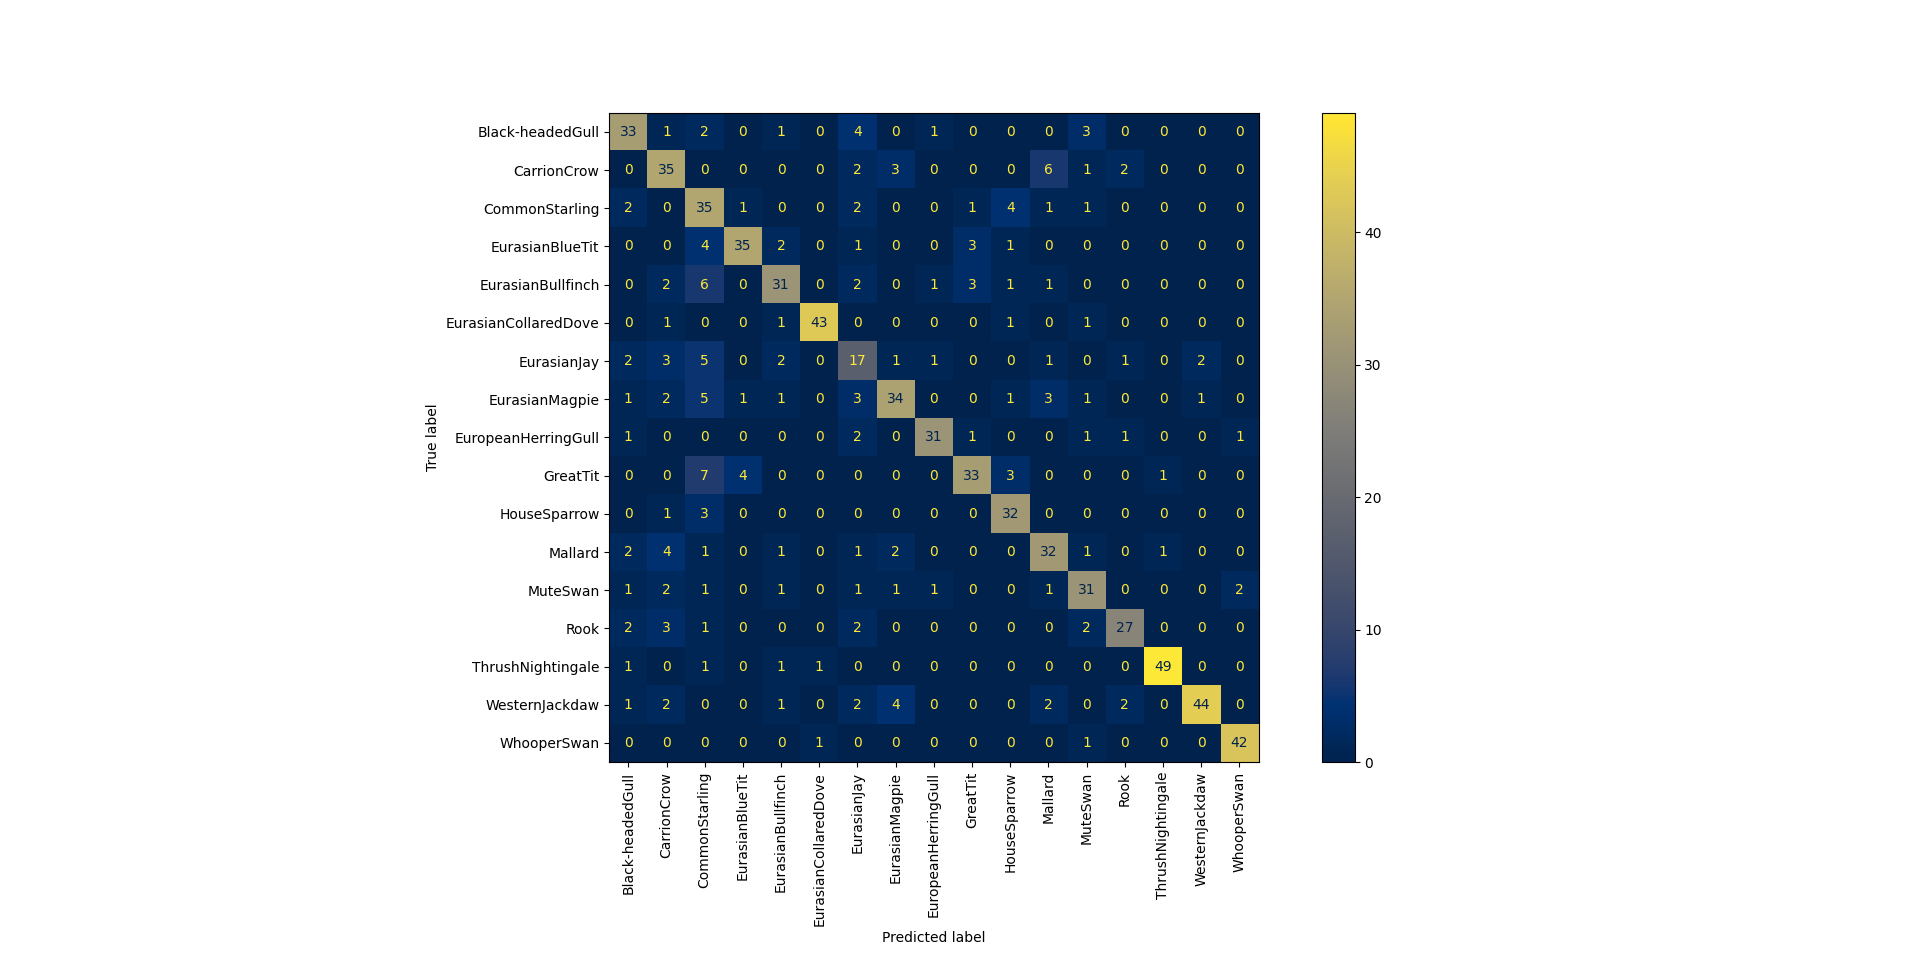 Black-headedGull 33 1 2 0 1 0 4 0 1 0 0 0 3 0 0 0 0
CarrionCrow 0 35 0 0 0 0 2 3 0 0 0 6 1 2 0 0 0
CommonStarling 2 0 35 1 0 0 2 0 0 1 4 1 1 0 0 0 0
EurasianBlueTit 0 0 4 35 2 0 1 0 0 3 1 0 0 0 0 0 0
EurasianBullfinch 0 2 6 0 31 0 2 0 1 3 1 1 0 0 0 0 0
EurasianCollaredDove 0 1 0 0 1 43 0 0 0 0 1 0 1 0 0 0 0
EurasianJay 2 3 5 0 2 0 17 1 1 0 0 1 0 1 0 2 0
EurasianMagpie 1 2 5 1 1 0 3 34 0 0 1 3 1 0 0 1 0
EuropeanHerringGull 1 0 0 0 0 0 2 0 31 1 0 0 1 1 0 0 1
GreatTit 0 0 7 4 0 0 0 0 0 33 3 0 0 0 1 0 0
HouseSparrow 0 1 3 0 0 0 0 0 0 0 32 0 0 0 0 0 0
Mallard 2 4 1 0 1 0 1 2 0 0 0 32 1 0 1 0 0
MuteSwan 1 2 1 0 1 0 1 1 1 0 0 1 31 0 0 0 2
Rook 2 3 1 0 0 0 2 0 0 0 0 0 2 27 0 0 0
ThrushNightingale 1 0 1 0 1 1 0 0 0 0 0 0 0 0 49 0 0
WesternJackdaw 1 2 0 0 1 0 2 4 0 0 0 2 0 2 0 44 0
WhooperSwan 0 0 0 0 0 1 0 0 0 0 0 0 1 0 0 0 42
True label
Black-headedGull
CarrionCrow
CommonStarling
EurasianBlueTit
EurasianBullfinch
EurasianCollaredDove
EurasianJay
EurasianMagpie
EuropeanHerringGull
GreatTit
HouseSparrow
Mallard
MuteSwan
Rook
ThrushNightingale
WesternJackdaw
WhooperSwan
Predicted label
40
30
20
10
0